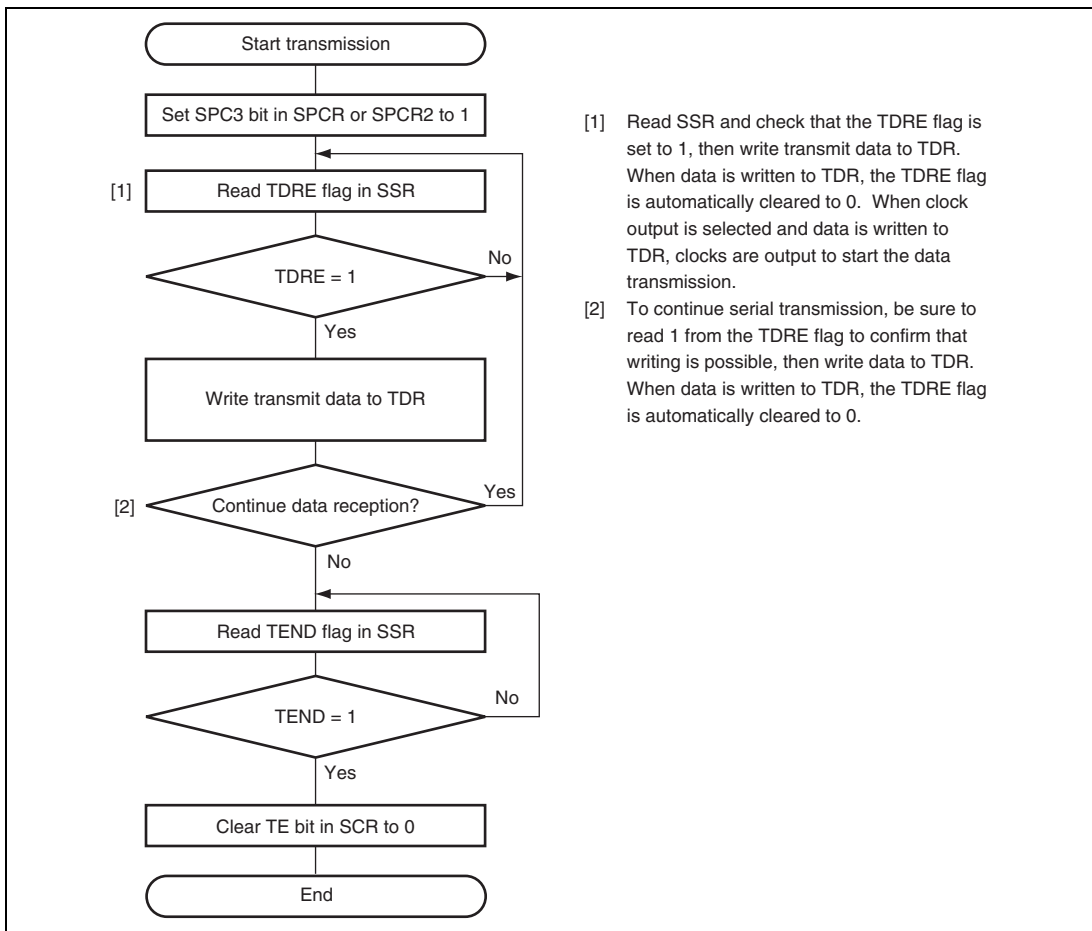 Start transmission
Set SPC3 bit in SPCR or SPCR2 to 1
[1]
Read TDRE flag in SSR
No
TDRE = 1
Yes
Write transmit data to TDR
Yes
[2]
Continue data reception?
No
Read TEND flag in SSR
No
TEND = 1
Yes
Clear TE bit in SCR to 0
End
[1] Read SSR and check that the TDRE flag is
set to 1, then write transmit data to TDR.
When data is written to TDR, the TDRE flag
is automatically cleared to 0. When clock
output is selected and data is written to
TDR, clocks are output to start the data
transmission.
[2] To continue serial transmission, be sure to
read 1 from the TDRE flag to confirm that
writing is possible, then write data to TDR.
When data is written to TDR, the TDRE flag
is automatically cleared to 0.